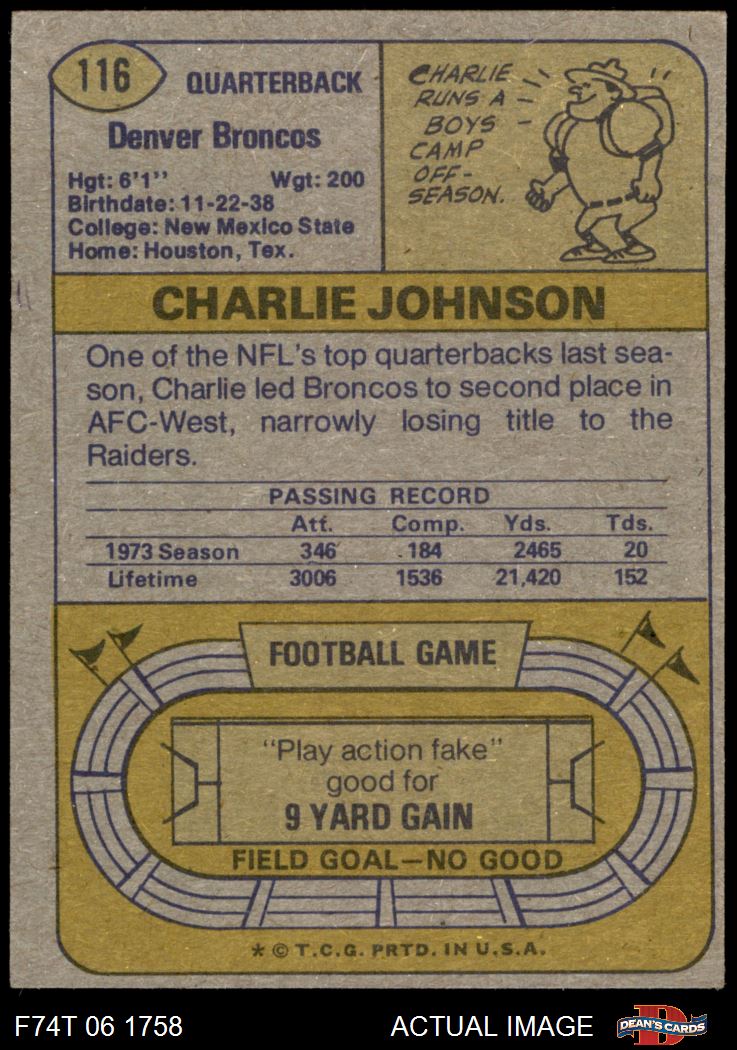 116
QUARTERBACK
Denver Broncos
Hgt: 6'1" Wgt: 200
Birthdate: 11-22-38
College: New Mexico State
Home: Houston, Tex.
CHARLIE
RUNS A
BOYS
CAMP
OFF-
SEASON.
CHARLIE JOHNSON
One of the NFL's top quarterbacks last sea-
son, Charlie led Broncos to second place in
AFC-West, narrowly losing title to the
Raiders.
PASSING RECORD
Att. Comp. Yds. Tds.
1973 Season 346 184 2465 20
Lifetime 3006 1536 21,420 152
FOOTBALL GAME
"Play action fake"
good for
9 YARD GAIN
FIELD GOAL—NO GOOD
* © T.C.G. PRTD. IN U.S.A.
F74T 06 1758 ACTUAL IMAGE D DEAN'S CARDS